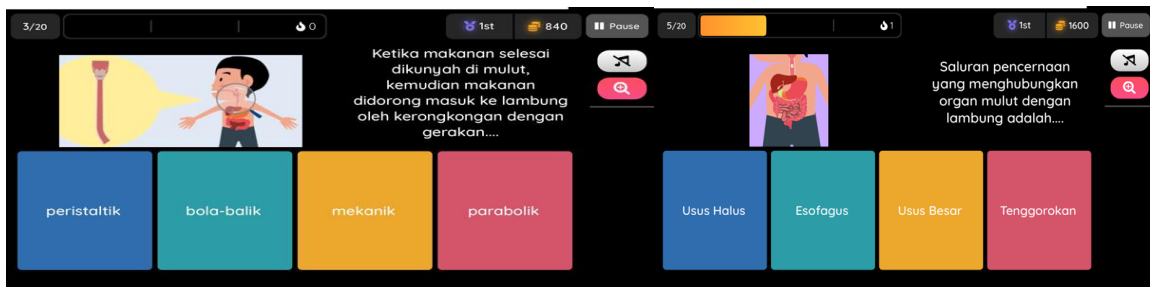 3/20
0
1st
840
Pause
Ketika makanan selesai
dikunyah di mulut,
kemudian makanan
didorong masuk ke lambung
oleh kerongkongan dengan
gerakan....
peristaltik
bola-balik
mekanik
parabolik
5/20
1
1st
1600
Pause
Saluran pencernaan
yang menghubungkan
organ mulut dengan
lambung adalah....
Usus Halus
Esofagus
Usus Besar
Tenggorokan